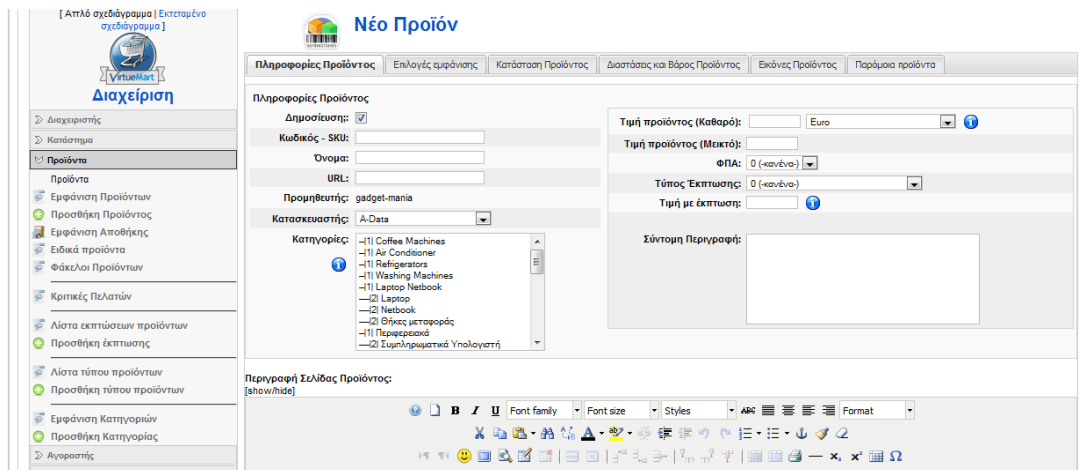 [ Απλό σχεδιάγραμμα | Εκτεταμένο
σχεδιάγραμμα ]
VirtueMart
Διαχείριση
Διαχειριστής
Κατάστημα
Προϊόντα
Προϊόντα
Εμφάνιση Προϊόντων
Προσθήκη Προϊόντος
Εμφάνιση Αποθήκης
Ειδικά προϊόντα
Φάκελοι Προϊόντων
Κριτικές Πελατών
Λίστα εκπτώσεων προϊόντων
Προσθήκη έκπτωσης
Λίστα τύπου προϊόντων
Προσθήκη τύπου προϊόντων
Εμφάνιση Κατηγοριών
Προσθήκη Κατηγορίας
Αγοραστής
Νέο Προϊόν
Πληροφορίες Προϊόντος Επιλογές εμφάνισης Κατάσταση Προϊόντος Διαστάσεις και Βάρος Προϊόντος Εικόνες Προϊόντος Παρόμοια προϊόντα
Πληροφορίες Προϊόντος
Δημοσίευση;:
Κωδικός - SKU:
Όνομα:
URL:
Προμηθευτής: gadget-mania
Κατασκευαστής: A-Data
Κατηγορίες: --|1| Coffee Machines
--|1| Air Conditioner
--|1| Refrigerators
--|1| Washing Machines
--|1| Laptop Netbook
----|2| Laptop
----|2| Netbook
----|2| Θήκες μεταφοράς
--|1| Περιφερειακά
----|2| Συμπληρωματικά Υπολογιστή
Τιμή προϊόντος (Καθαρό): Euro
Τιμή προϊόντος (Μεικτό):
ΦΠΑ: 0 (-κανένα-)
Τύπος Έκπτωσης: 0 (-κανένα-)
Τιμή με έκπτωση:
Σύντομη Περιγραφή:
Περιγραφή Σελίδας Προϊόντος:
[show/hide]
B I U Font family Font size Styles ABC Format